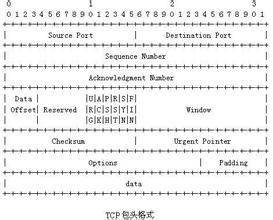 0 1 2 3
0 1 2 3 4 5 6 7 8 9 0 1 2 3 4 5 6 7 8 9 0 1 2 3 4 5 6 7 8 9 0 1
Source Port | Destination Port
Sequence Number
Acknowledgment Number
Data | |U|A|P|R|S|F|
Offset| Reserved |R|C|S|S|Y|I| Window
|G|K|H|T|N|N|
Checksum | Urgent Pointer
Options | Padding
data
TCP 包头格式